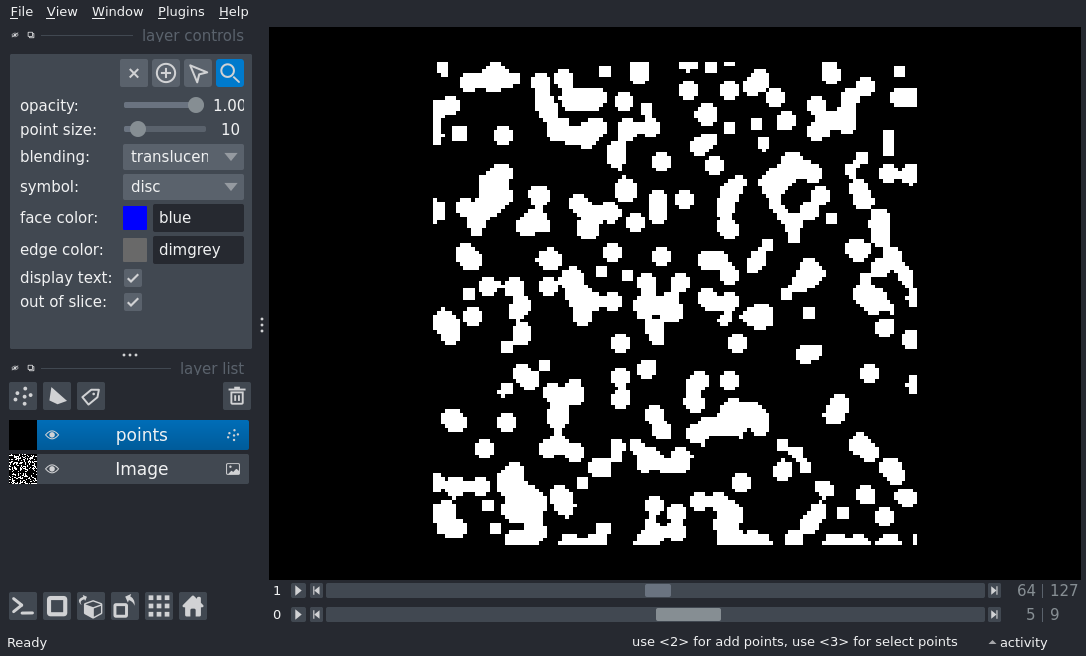 File View Window Plugins Help
layer controls
opacity: 1.00
point size: 10
blending: translucen
symbol: disc
face color: blue
edge color: dimgrey
display text:
out of slice:
layer list
points
Image
1 64 | 127
0 5 | 9
Ready use <2> for add points, use <3> for select points activity